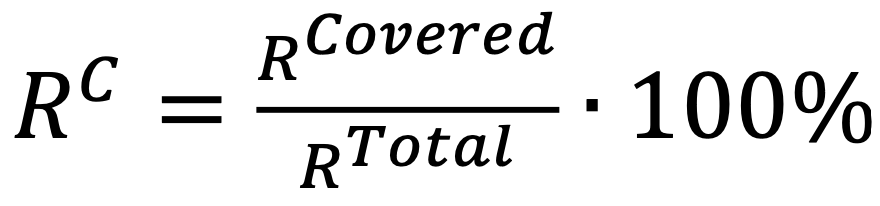 R^C = R^Covered / R^Total · 100%